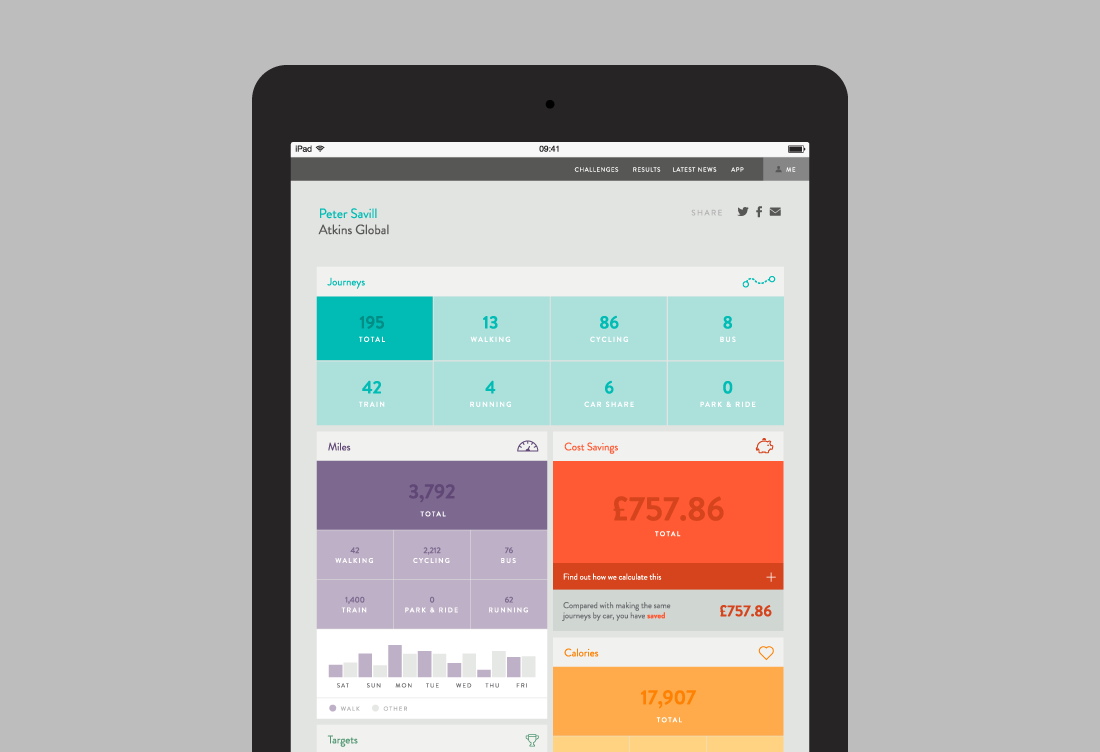 iPad 09:41
CHALLENGES RESULTS LATEST NEWS APP ME
Peter Savill
Atkins Global
SHARE
Journeys
195 13 86 8
TOTAL WALKING CYCLING BUS
42 4 6 0
TRAIN RUNNING CAR SHARE PARK & RIDE
Miles
3,792
TOTAL
42 2,212 76
WALKING CYCLING BUS
1,400 0 62
TRAIN PARK & RIDE RUNNING
SAT SUN MON TUE WED THU FRI
WALK OTHER
Targets
Cost Savings
£757.86
TOTAL
Find out how we calculate this
Compared with making the same
journeys by car, you have saved
£757.86
Calories
17,907
TOTAL